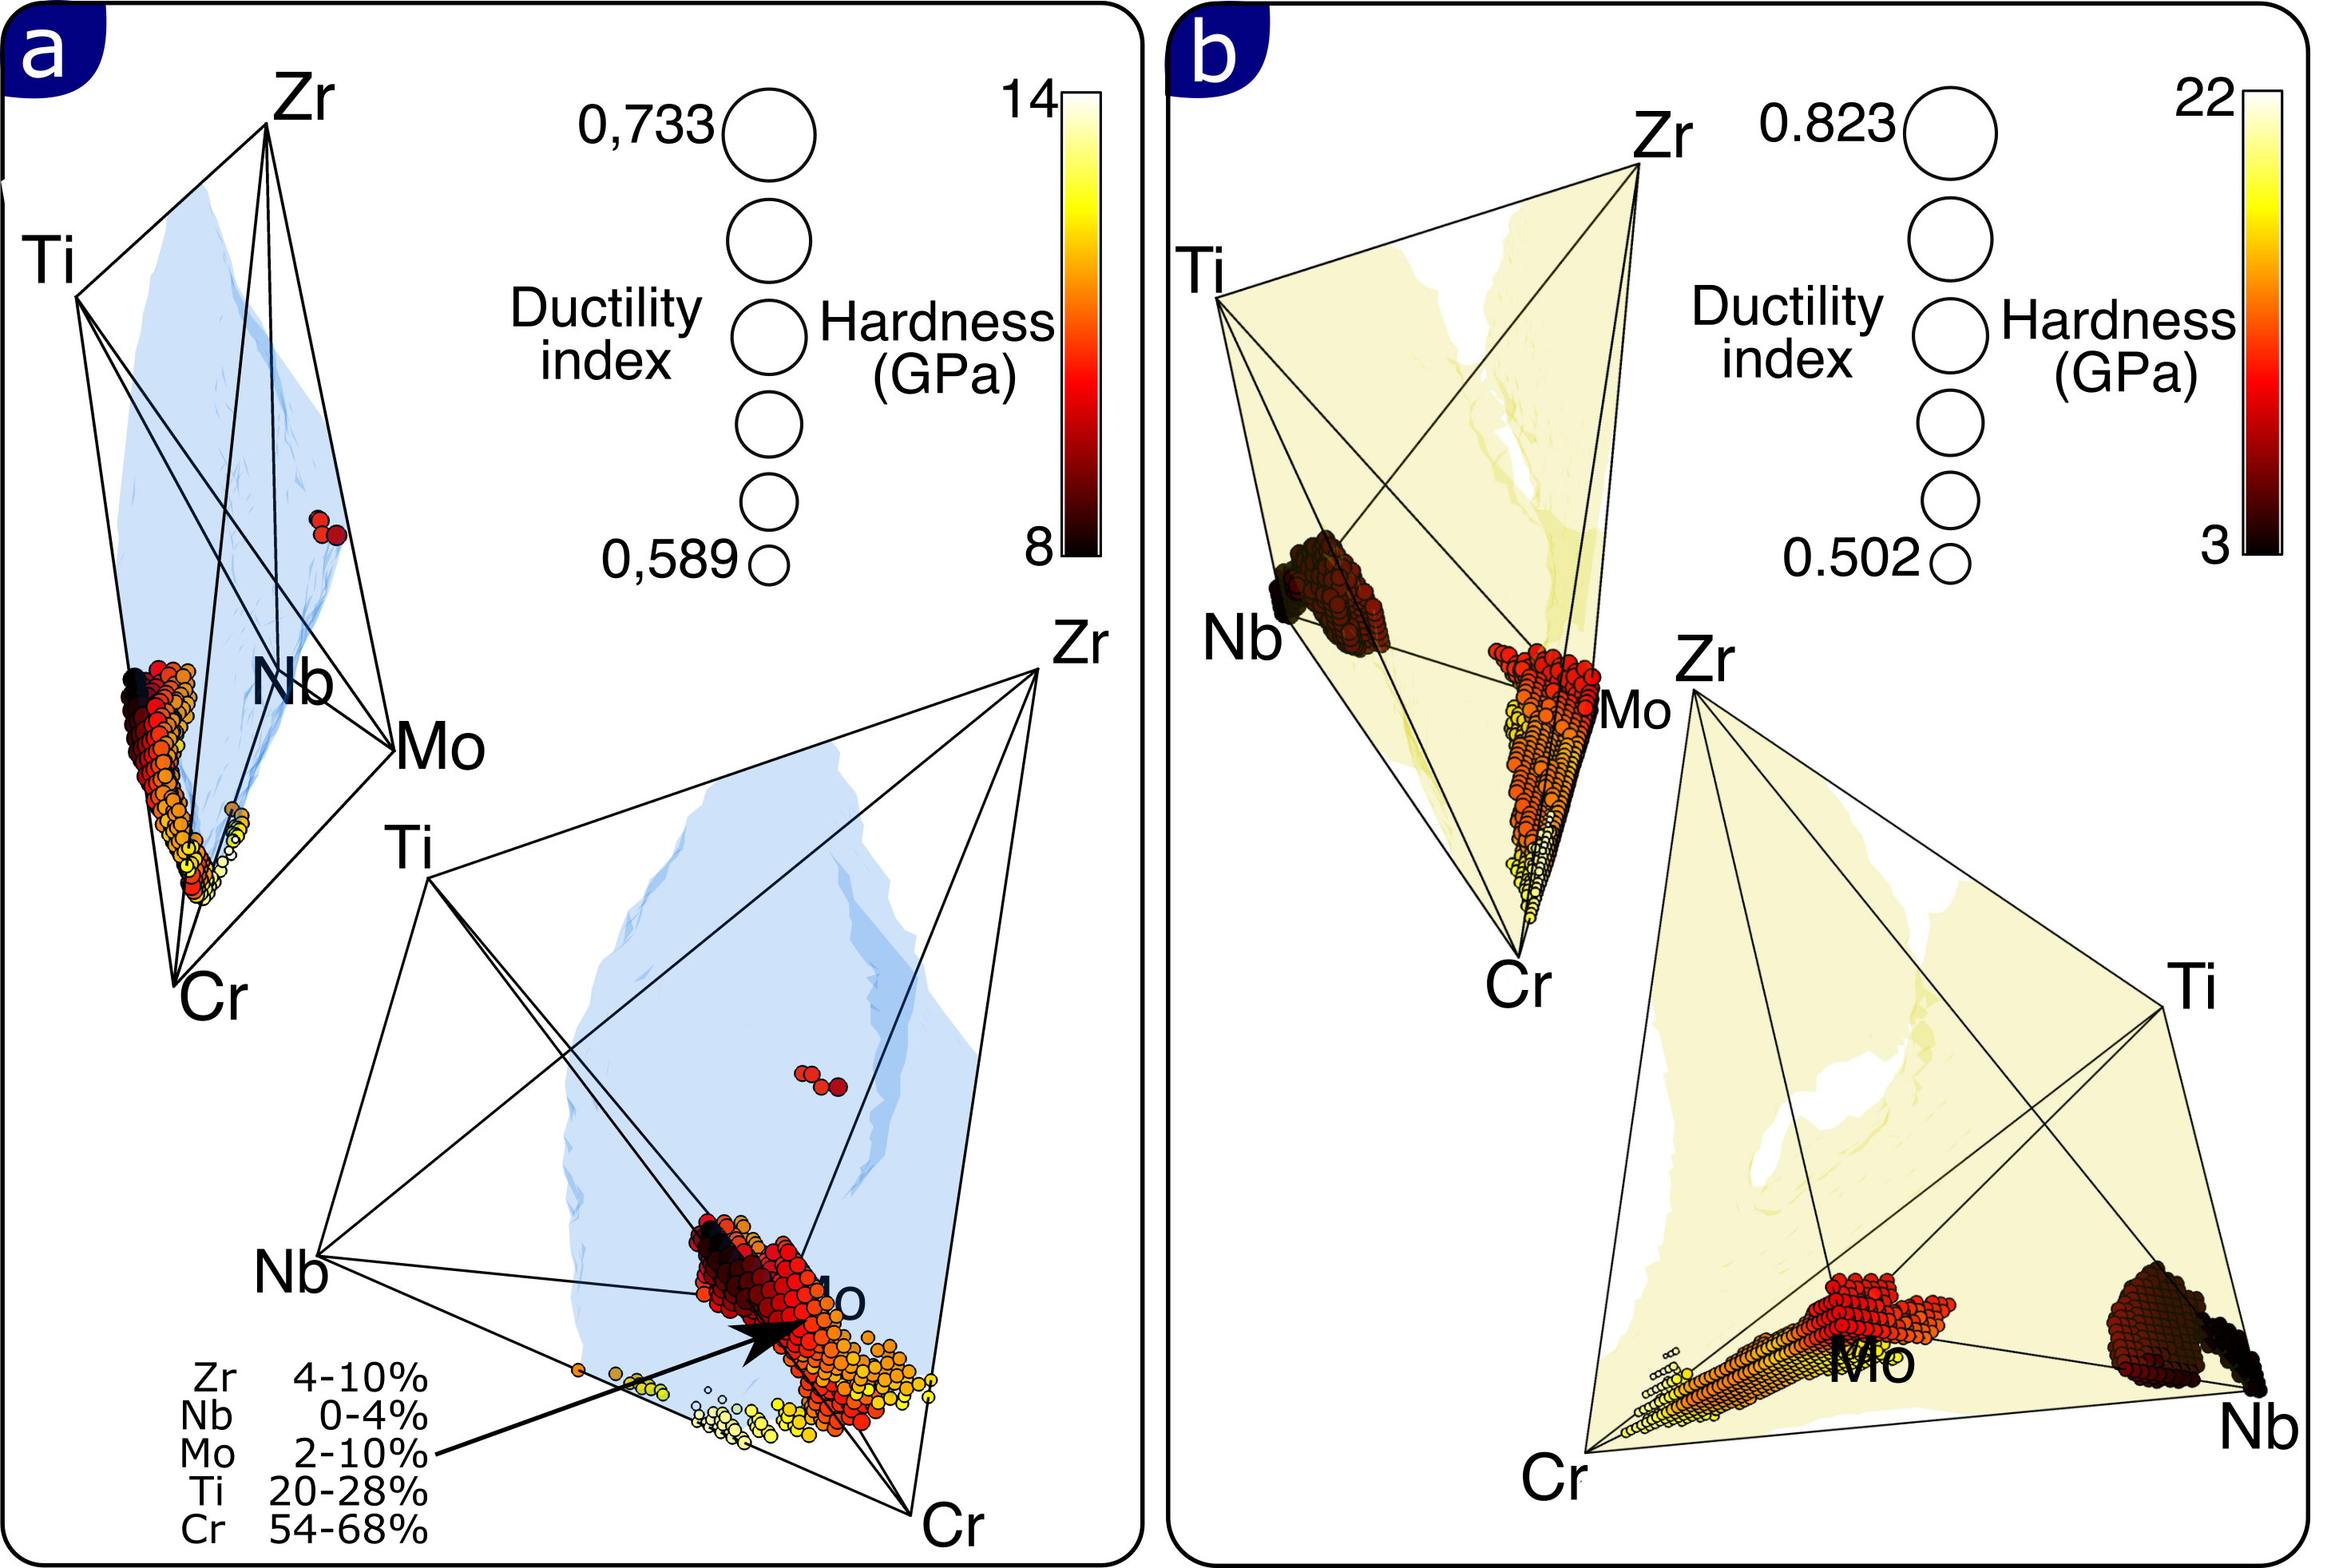 a
Zr
Ti
Nb
Mo
Cr
0,733
Ductility
index
0,589
14
Hardness
(GPa)
8
Zr
Ti
Nb
Mo
Cr
Zr 4-10%
Nb 0-4%
Mo 2-10%
Ti 20-28%
Cr 54-68%
b
Zr
Ti
Nb
Mo
Cr
0.823
Ductility
index
0.502
22
Hardness
(GPa)
3
Zr
Ti
Mo
Nb
Cr